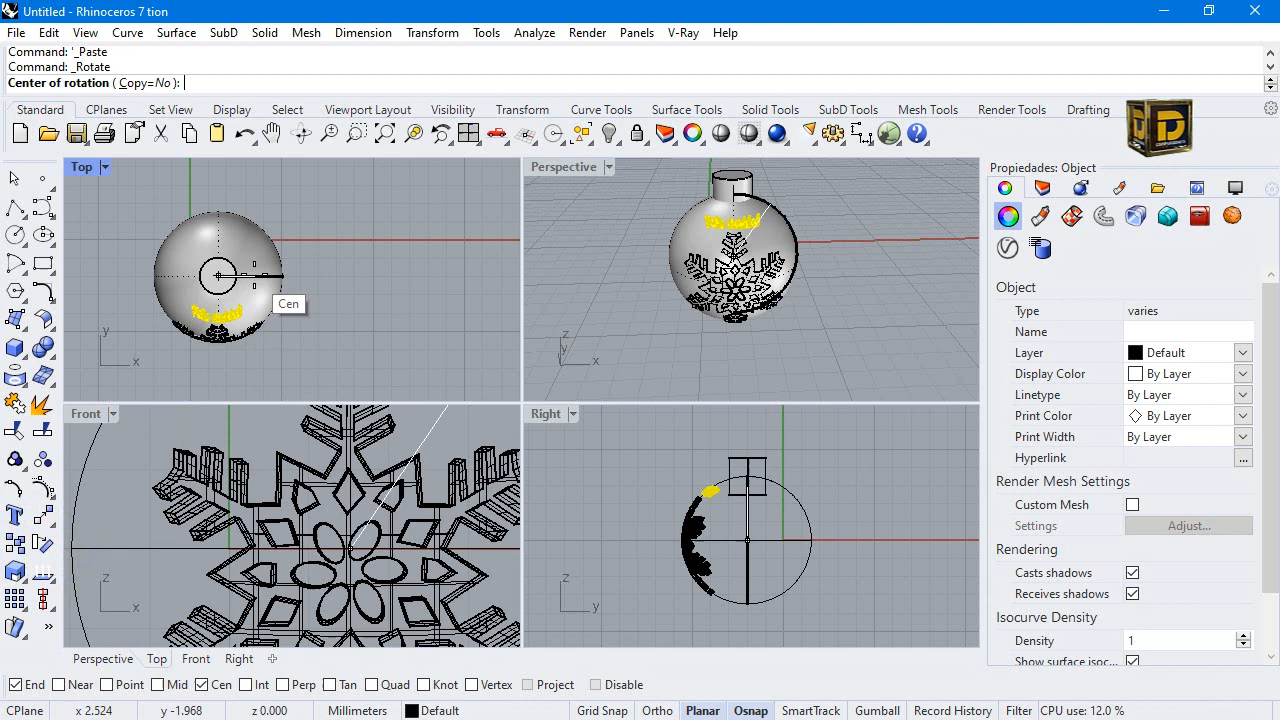 Untitled - Rhinoceros 7 tion
File Edit View Curve Surface SubD Solid Mesh Dimension Transform Tools Analyze Render Panels V-Ray Help
Command: '_Paste
Command: _Rotate
Center of rotation ( Copy=No ):
Standard CPlanes Set View Display Select Viewport Layout Visibility Transform Curve Tools Surface Tools Solid Tools SubD Tools Mesh Tools Render Tools Drafting
Top
Perspective
Propiedades: Object
Cen
y
x
z
y
x
Object
Type varies
Name
Layer Default
Display Color By Layer
Linetype By Layer
Print Color By Layer
Print Width By Layer
Hyperlink ...
Front
Right
z
x
z
y
Render Mesh Settings
Custom Mesh
Settings Adjust...
Rendering
Casts shadows
Receives shadows
Isocurve Density
Density 1
Show surface isoc...
Perspective Top Front Right
End Near Point Mid Cen Int Perp Tan Quad Knot Vertex Project Disable
CPlane x 2.524 y -1.968 z 0.000 Millimeters Default Grid Snap Ortho Planar Osnap SmartTrack Gumball Record History Filter CPU use: 12.0 %